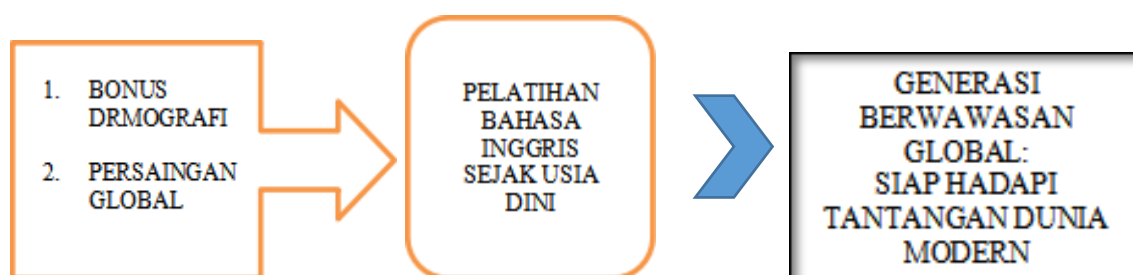 1. BONUS
DRMOGRAFI
2. PERSAINGAN
GLOBAL
PELATIHAN
BAHASA
INGGRIS
SEJAK USIA
DINI
GENERASI
BERWAWASAN
GLOBAL:
SIAP HADAPI
TANTANGAN DUNIA
MODERN